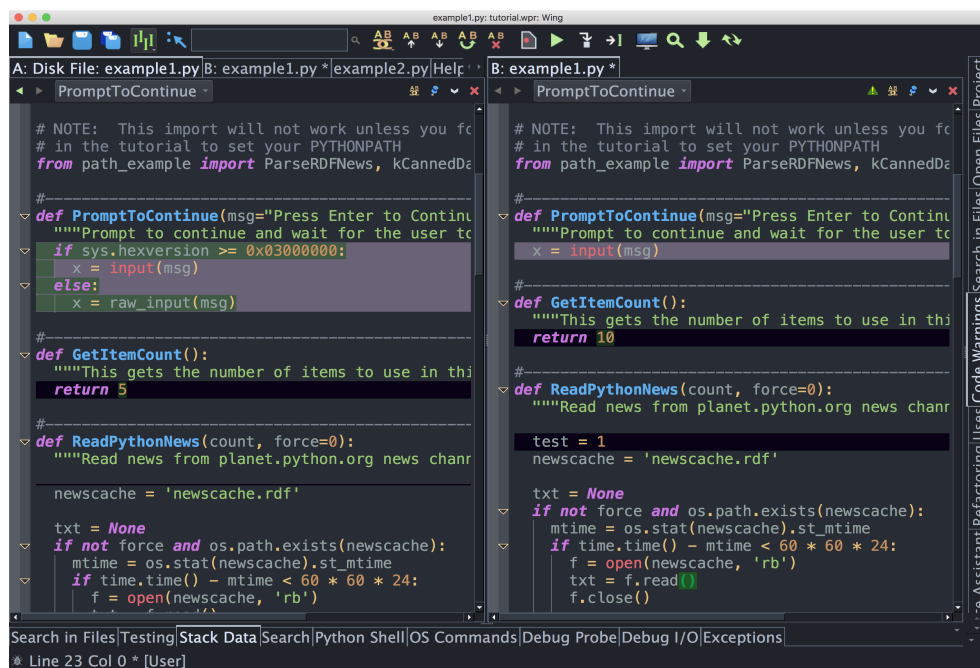 example1.py: tutorial.wpr: Wing
A: Disk File: example1.py B: example1.py * example2.py Help
PromptToContinue
# NOTE:  This import will not work unless you fo
# in the tutorial to set your PYTHONPATH
from path_example import ParseRDFNews, kCannedDa
#
def PromptToContinue(msg="Press Enter to Continu
"""Prompt to continue and wait for the user to
if sys.hexversion >= 0x03000000:
x = input(msg)
else:
x = raw_input(msg)
#
def GetItemCount():
"""This gets the number of items to use in thi
return 5
#
def ReadPythonNews(count, force=0):
"""Read news from planet.python.org news chann
newscache = 'newscache.rdf'
txt = None
if not force and os.path.exists(newscache):
mtime = os.stat(newscache).st_mtime
if time.time() - mtime < 60 * 60 * 24:
f = open(newscache, 'rb')
B: example1.py *
PromptToContinue
# NOTE:  This import will not work unless you fo
# in the tutorial to set your PYTHONPATH
from path_example import ParseRDFNews, kCannedDa
#
def PromptToContinue(msg="Press Enter to Continu
"""Prompt to continue and wait for the user to
x = input(msg)
#
def GetItemCount():
"""This gets the number of items to use in thi
return 10
#
def ReadPythonNews(count, force=0):
"""Read news from planet.python.org news chann
test = 1
newscache = 'newscache.rdf'
txt = None
if not force and os.path.exists(newscache):
mtime = os.stat(newscache).st_mtime
if time.time() - mtime < 60 * 60 * 24:
f = open(newscache, 'rb')
txt = f.read()
f.close()
Project
Open Files
Search in Files
Code Warnings
Refactoring
Assistant
Search in Files Testing Stack Data Search Python Shell OS Commands Debug Probe Debug I/O Exceptions
Line 23 Col 0 * [User]